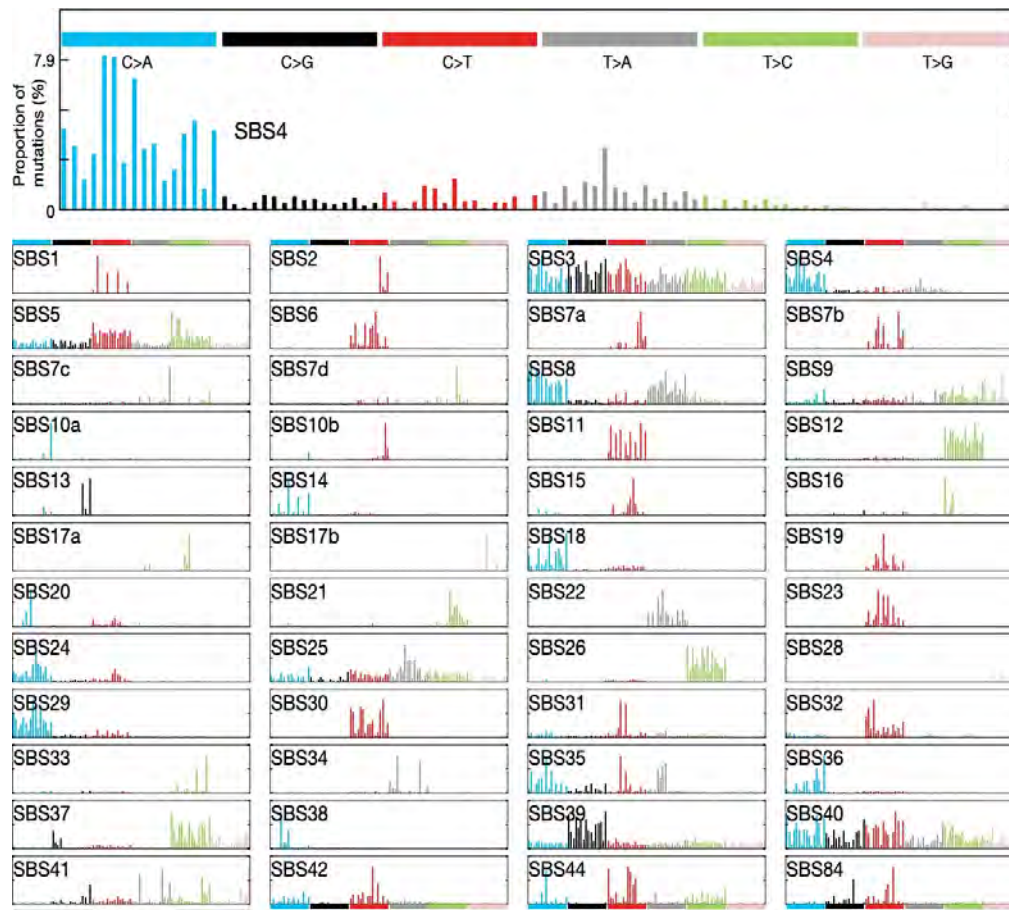 C>A C>G C>T T>A T>C T>G
7.9
Proportion of
mutations (%)
SBS4
0
SBS1 SBS2 SBS3 SBS4
SBS5 SBS6 SBS7a SBS7b
SBS7c SBS7d SBS8 SBS9
SBS10a SBS10b SBS11 SBS12
SBS13 SBS14 SBS15 SBS16
SBS17a SBS17b SBS18 SBS19
SBS20 SBS21 SBS22 SBS23
SBS24 SBS25 SBS26 SBS28
SBS29 SBS30 SBS31 SBS32
SBS33 SBS34 SBS35 SBS36
SBS37 SBS38 SBS39 SBS40
SBS41 SBS42 SBS44 SBS84